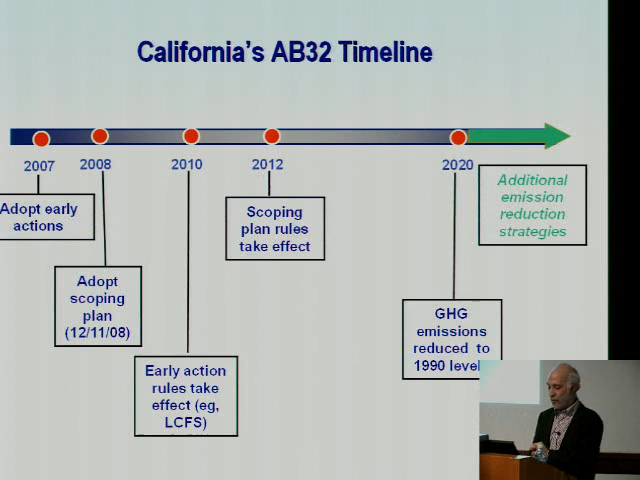 California's AB32 Timeline
2007
2008
2010
2012
2020
Adopt early
actions
Adopt
scoping
plan
(12/11/08)
Early action
rules take
effect (eg,
LCFS)
Scoping
plan rules
take effect
GHG
emissions
reduced to
1990 level
Additional
emission
reduction
strategies